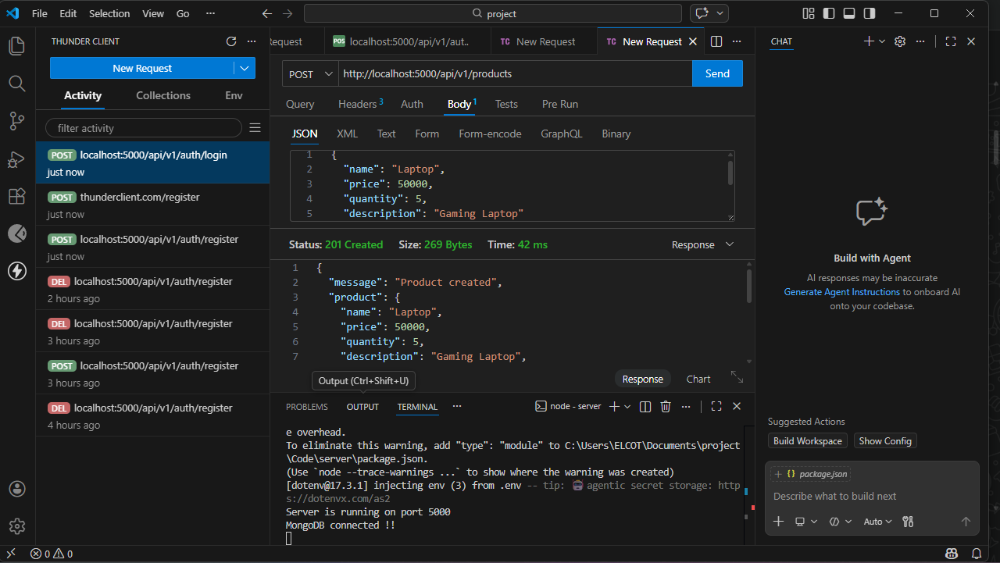 File Edit Selection View Go ··· project
THUNDER CLIENT
New Request
Activity Collections Env
filter activity
POST localhost:5000/api/v1/auth/login
just now
POST thunderclient.com/register
just now
POST localhost:5000/api/v1/auth/register
just now
DEL localhost:5000/api/v1/auth/register
2 hours ago
DEL localhost:5000/api/v1/auth/register
3 hours ago
POST localhost:5000/api/v1/auth/register
3 hours ago
DEL localhost:5000/api/v1/auth/register
4 hours ago
Request POS localhost:5000/api/v1/aut.. TC New Request TC New Request
POST http://localhost:5000/api/v1/products Send
Query Headers 3 Auth Body 1 Tests Pre Run
JSON XML Text Form Form-encode GraphQL Binary
1 {
2 "name": "Laptop",
3 "price": 50000,
4 "quantity": 5,
5 "description": "Gaming Laptop"
Status: 201 Created Size: 269 Bytes Time: 42 ms Response
1 {
2 "message": "Product created",
3 "product": {
4 "name": "Laptop",
5 "price": 50000,
6 "quantity": 5,
7 "description": "Gaming Laptop",
Response Chart
Output (Ctrl+Shift+U)
PROBLEMS OUTPUT TERMINAL ··· node - server
e overhead.
To eliminate this warning, add "type": "module" to C:\Users\ELCOT\Documents\project
\Code\server\package.json.
(Use `node --trace-warnings ...` to show where the warning was created)
[dotenv@17.3.1] injecting env (3) from .env -- tip: 🤖 agentic secret storage: http
s://dotenvx.com/as2
Server is running on port 5000
MongoDB connected !!
CHAT
Build with Agent
AI responses may be inaccurate
Generate Agent Instructions to onboard AI
onto your codebase.
Suggested Actions
Build Workspace Show Config
+ {} package.json
Describe what to build next
Auto
0 0